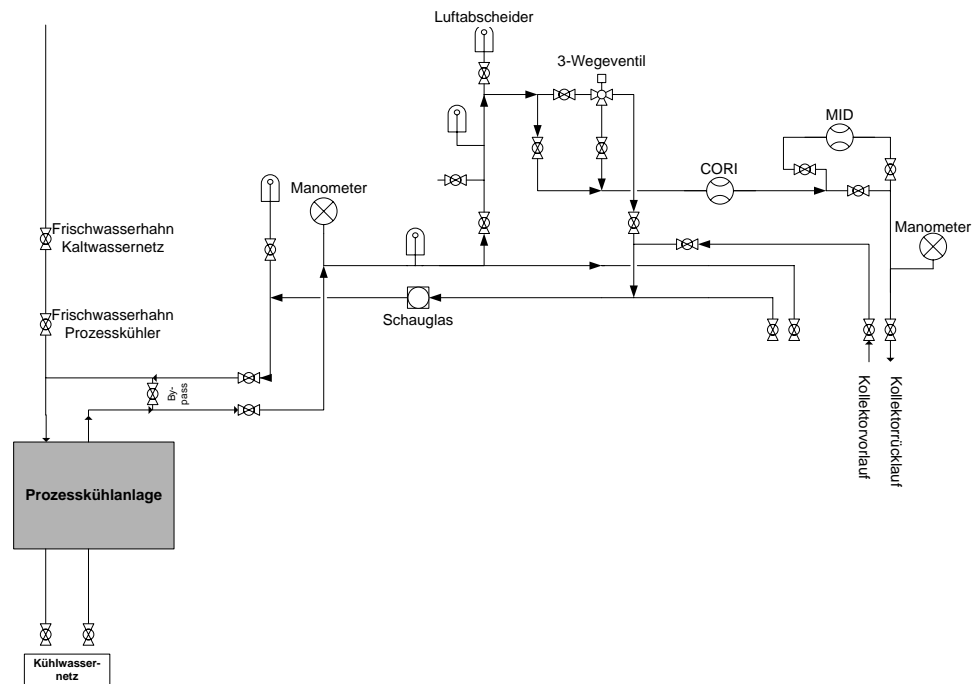 Luftabscheider
3-Wegeventil
MID
CORI
Manometer
Manometer
Frischwasserhahn
Kaltwassernetz
Frischwasserhahn
Prozesskühler
Schauglas
By-
pass
Kollektorvorlauf
Kollektorrücklauf
Prozesskühlanlage
Kühlwasser-
netz